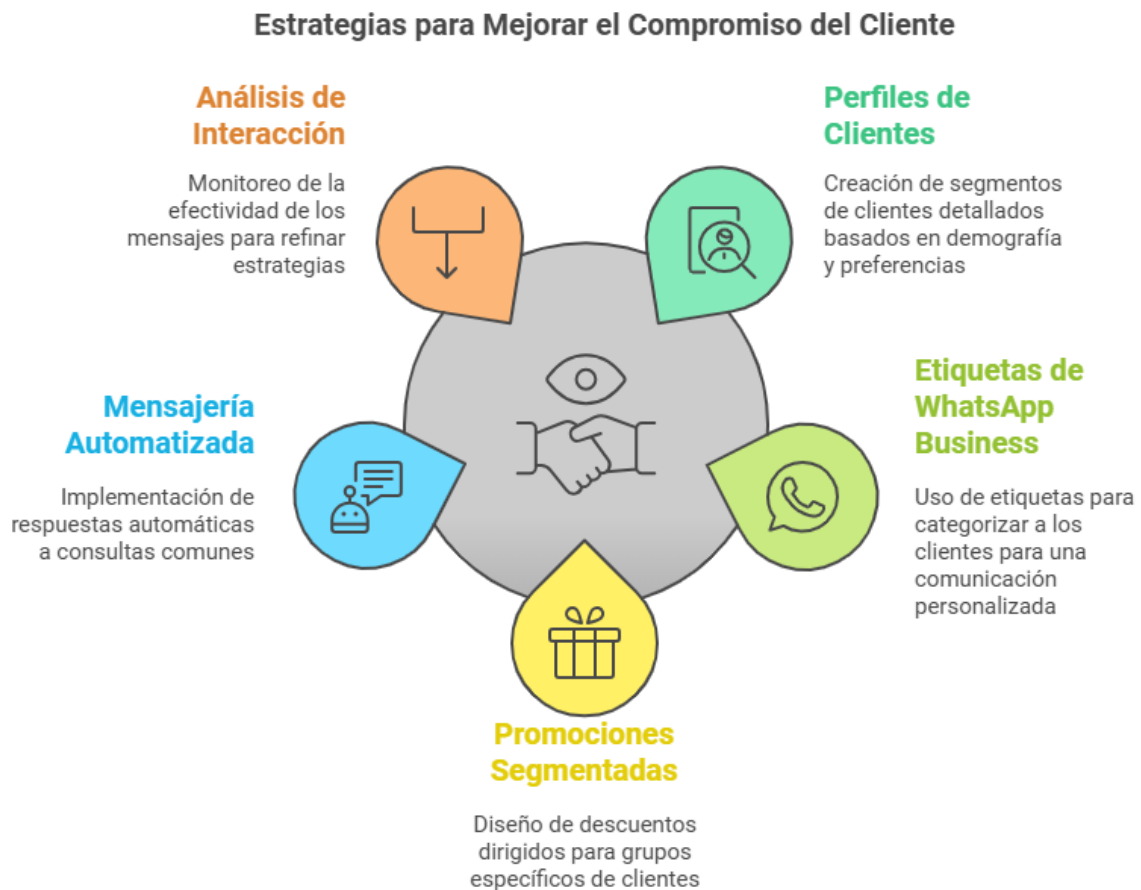 Estrategias para Mejorar el Compromiso del Cliente
Análisis de
Interacción
Monitoreo de la
efectividad de los
mensajes para refinar
estrategias
Perfiles de
Clientes
Creación de segmentos
de clientes detallados
basados en demografía
y preferencias
Mensajería
Automatizada
Implementación de
respuestas automáticas
a consultas comunes
Etiquetas de
WhatsApp
Business
Uso de etiquetas para
categorizar a los
clientes para una
comunicación
personalizada
Promociones
Segmentadas
Diseño de descuentos
dirigidos para grupos
específicos de clientes